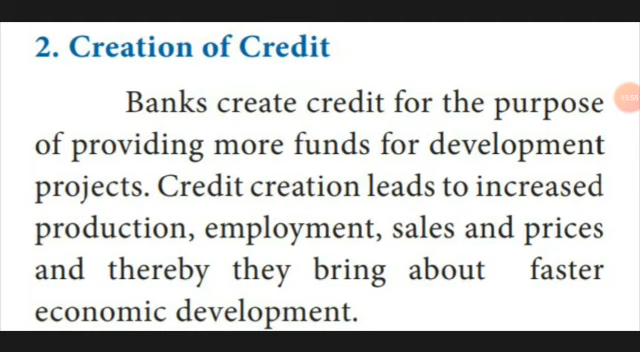 2. Creation of Credit
Banks create credit for the purpose
of providing more funds for development
projects. Credit creation leads to increased
production, employment, sales and prices
and thereby they bring about faster
economic development.